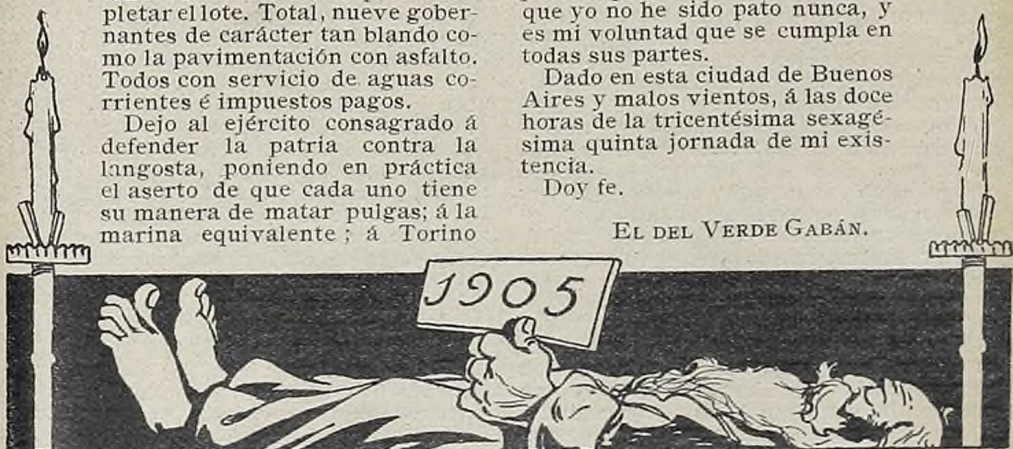 pletar el lote. Total, nueve gober-
nantes de carácter tan blando co-
mo la pavimentación con asfalto.
Todos con servicio de aguas co-
rrientes é impuestos pagos.
Dejo al ejército consagrado á
defender la patria contra la
langosta, poniendo en práctica
el aserto de que cada uno tiene
su manera de matar pulgas; á la
marina equivalente; á Torino
que yo no he sido pato nunca, y
es mi voluntad que se cumpla en
todas sus partes.
Dado en esta ciudad de Buenos
Aires y malos vientos, á las doce
horas de la tricentésima sexagé-
sima quinta jornada de mi exis-
tencia.
Doy fe.
EL DEL VERDE GABÁN.
1905